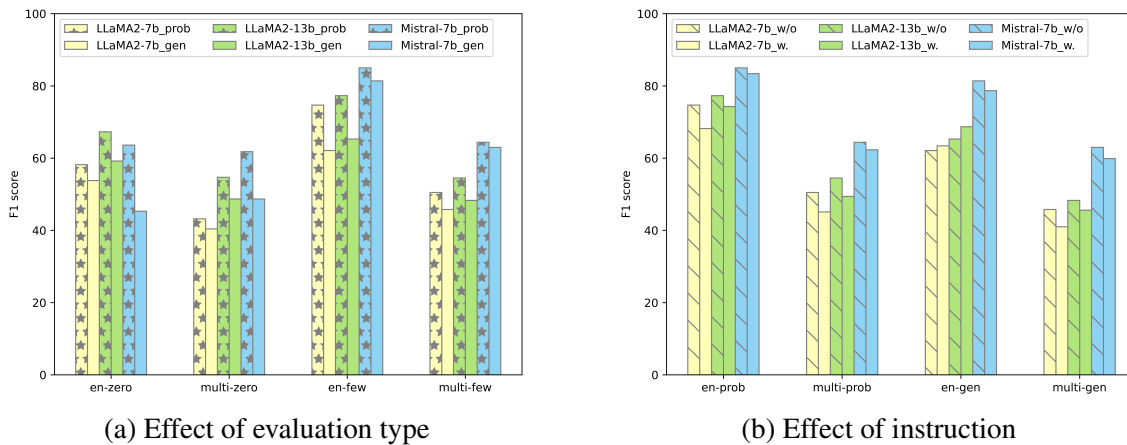 100
80
60
40
20
0
F1 score
LLaMA2-7b_prob LLaMA2-13b_prob Mistral-7b_prob
LLaMA2-7b_gen LLaMA2-13b_gen Mistral-7b_gen
en-zero multi-zero en-few multi-few
(a) Effect of evaluation type
100
80
60
40
20
0
F1 score
LLaMA2-7b_w/o LLaMA2-13b_w/o Mistral-7b_w/o
LLaMA2-7b_w. LLaMA2-13b_w. Mistral-7b_w.
en-prob multi-prob en-gen multi-gen
(b) Effect of instruction